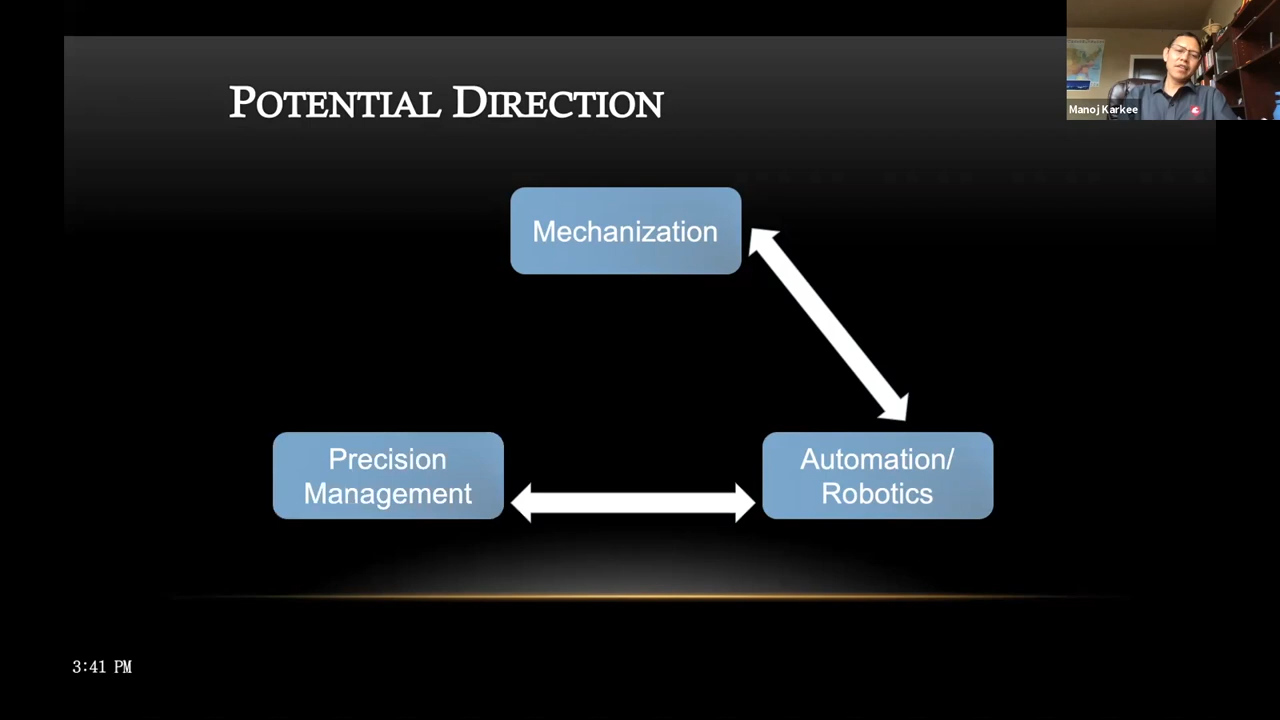 POTENTIAL DIRECTION
Manoj Karkee
Mechanization
Precision
Management
Automation/
Robotics
3:41 PM